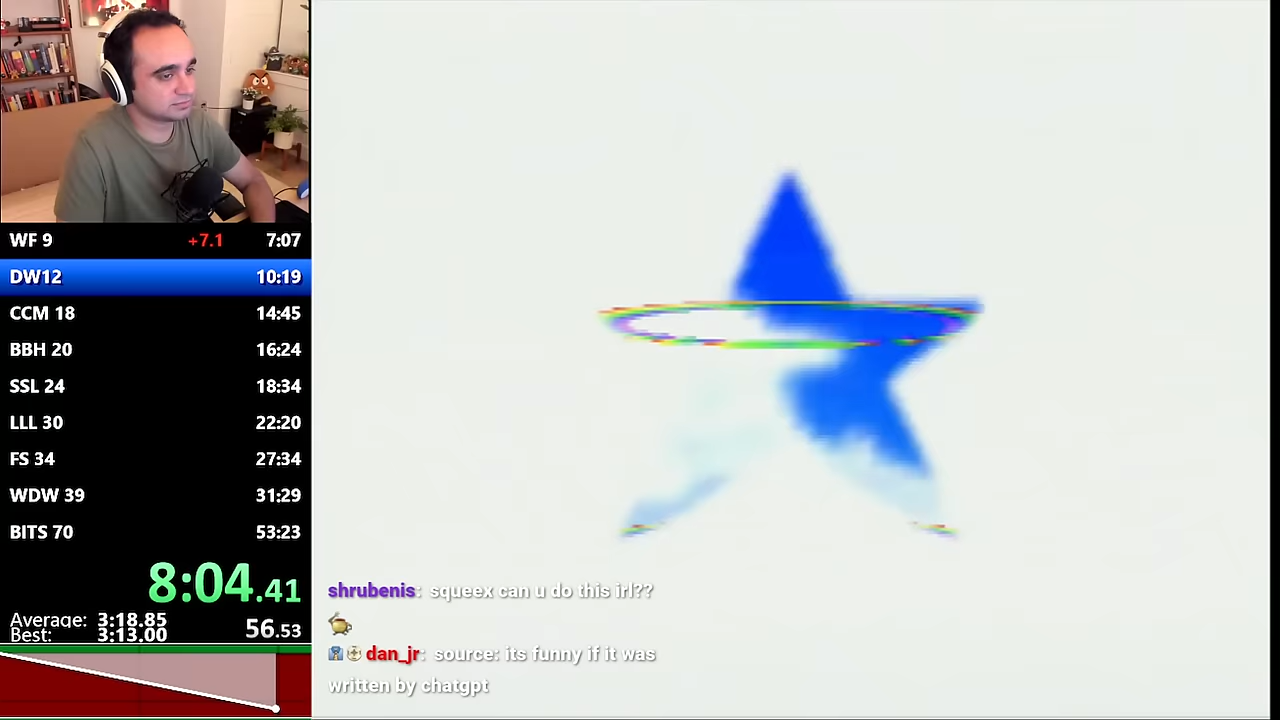 WF 9 +7.1 7:07
DW12 10:19
CCM 18 14:45
BBH 20 16:24
SSL 24 18:34
LLL 30 22:20
FS 34 27:34
WDW 39 31:29
BITS 70 53:23
8:04.41
Average: 3:18.85
Best: 3:13.00 56.53
shrubenis: squeex can u do this irl??
dan_jr: source: its funny if it was
written by chatgpt